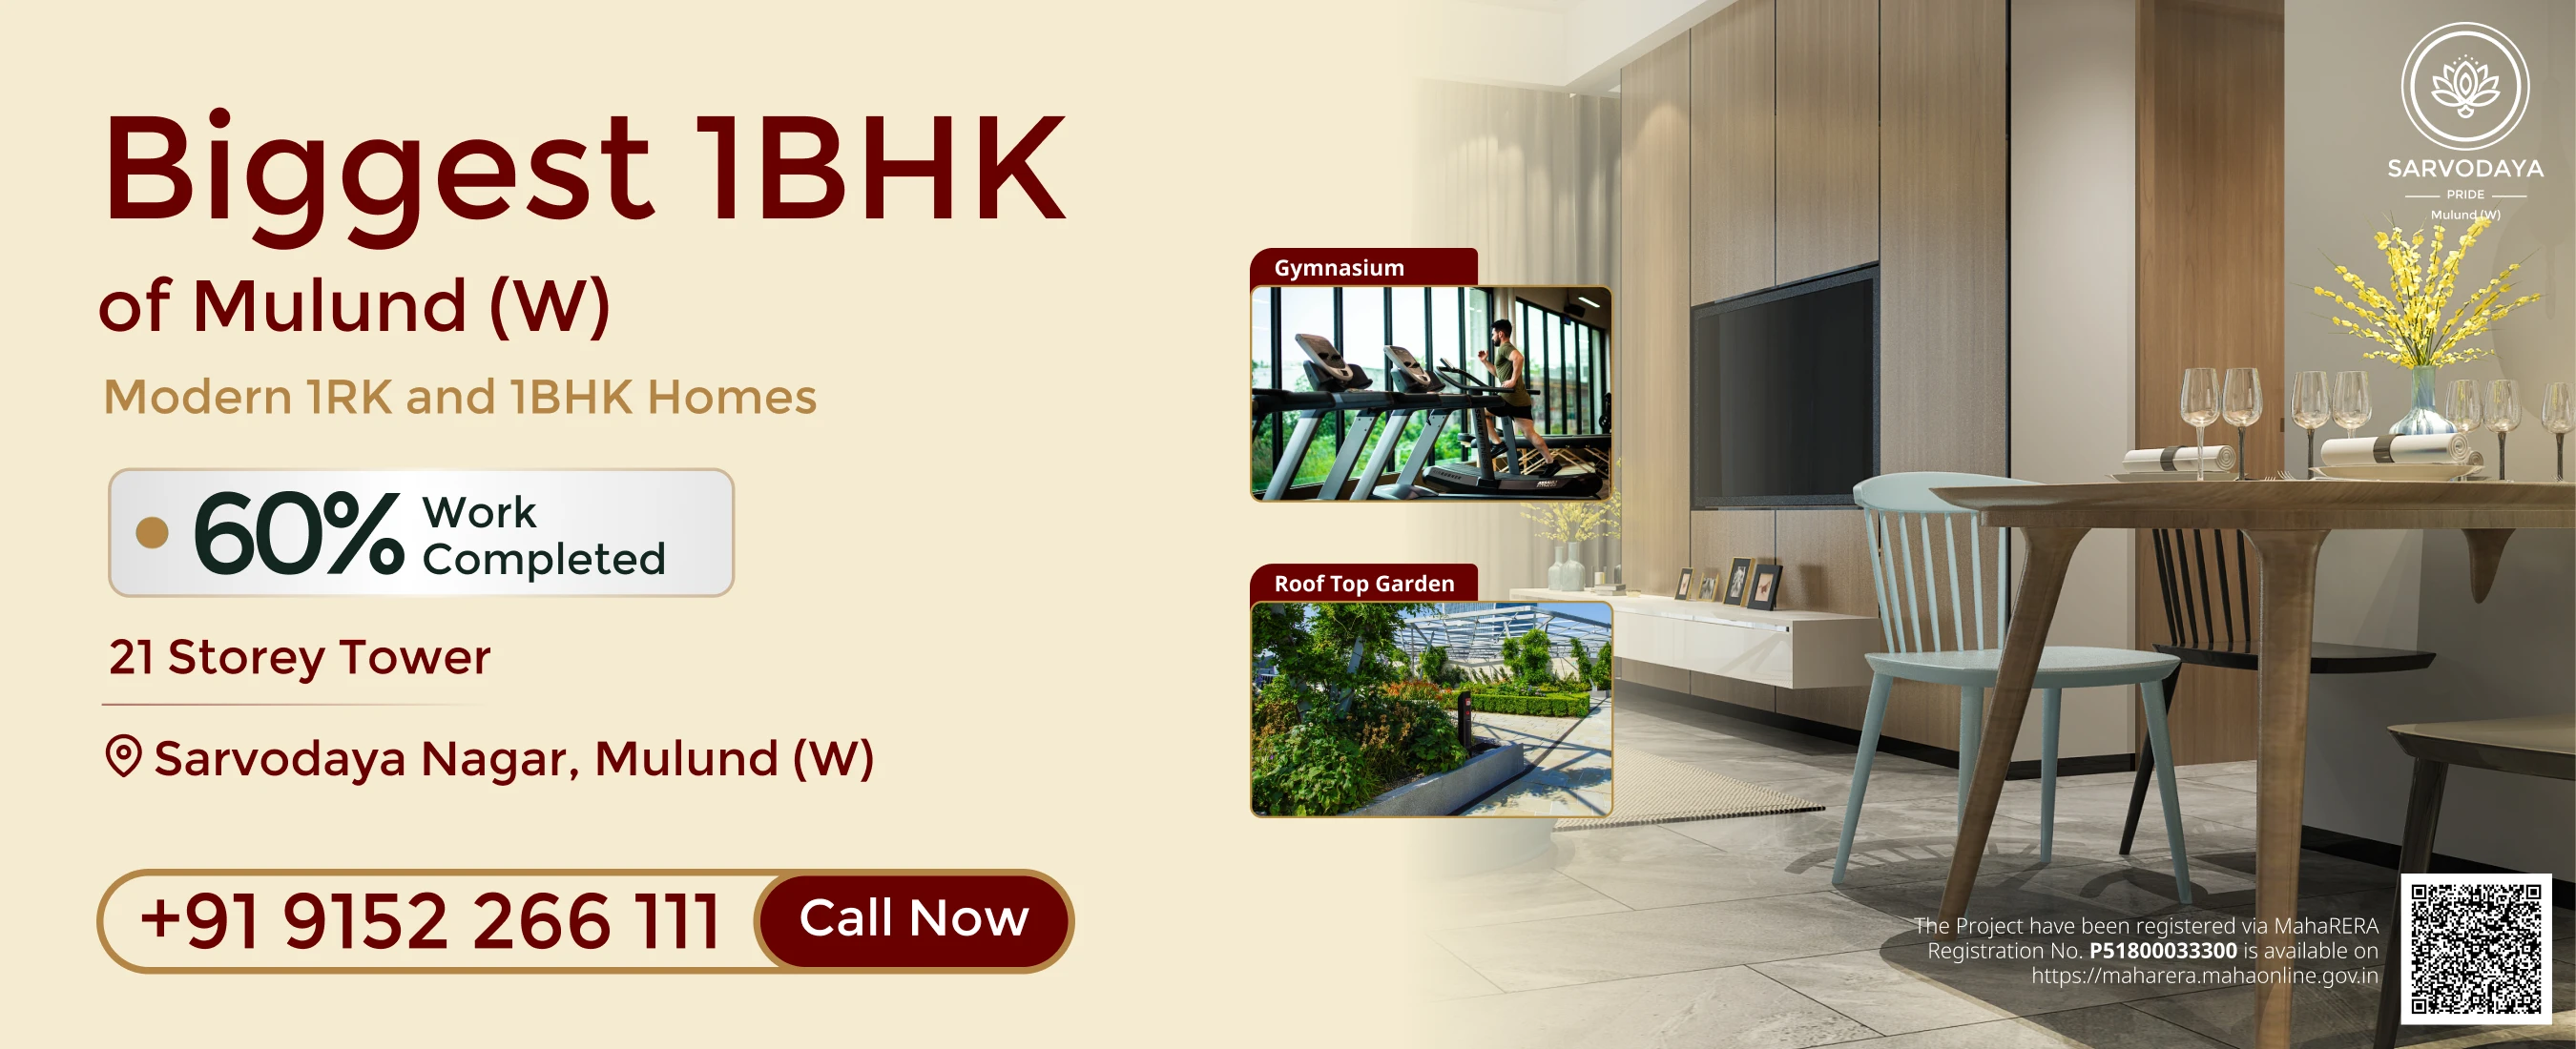 Biggest 1BHK
of Mulund (W)
Modern 1RK and 1BHK Homes
60% Work
Completed
21 Storey Tower
Sarvodaya Nagar, Mulund (W)
+91 9152 266 111 Call Now
Gymnasium
Roof Top Garden
SARVODAYA
PRIDE
Mulund (W)
The Project have been registered via MahaRERA
Registration No. P51800033300 is available on
https://maharera.mahaonline.gov.in